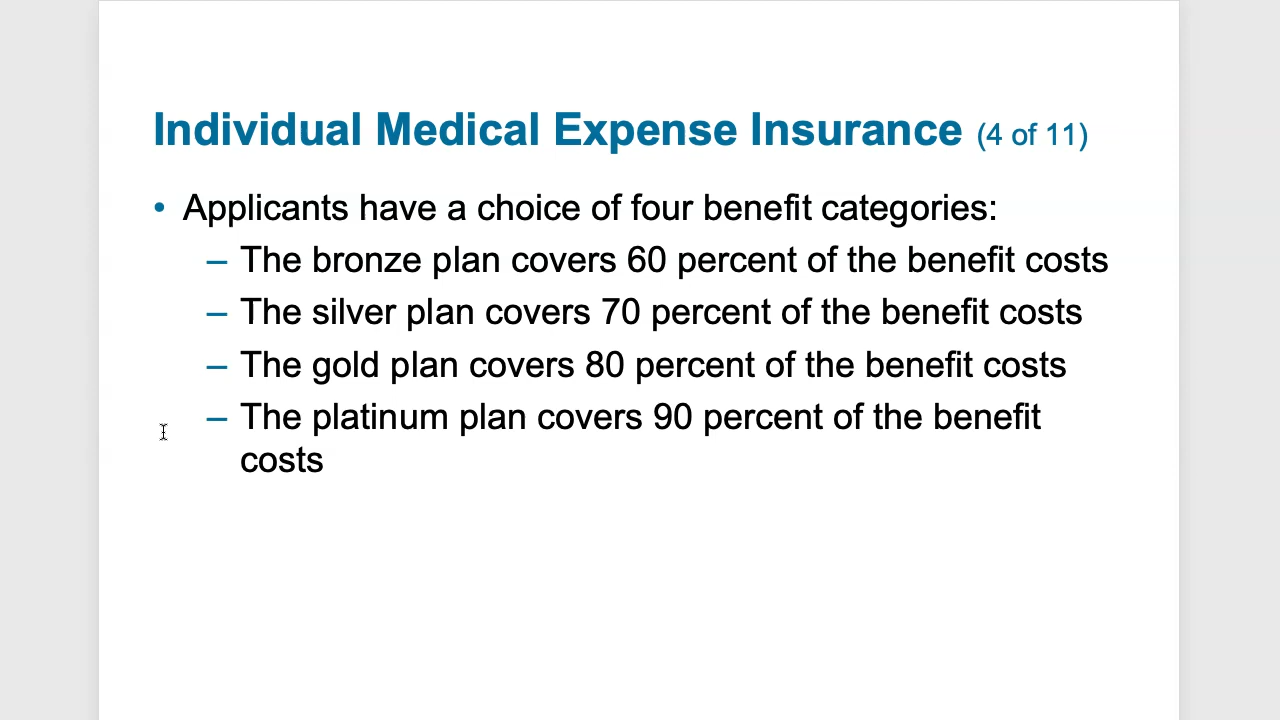 Individual Medical Expense Insurance (4 of 11)
• Applicants have a choice of four benefit categories:
– The bronze plan covers 60 percent of the benefit costs
– The silver plan covers 70 percent of the benefit costs
– The gold plan covers 80 percent of the benefit costs
– The platinum plan covers 90 percent of the benefit
costs